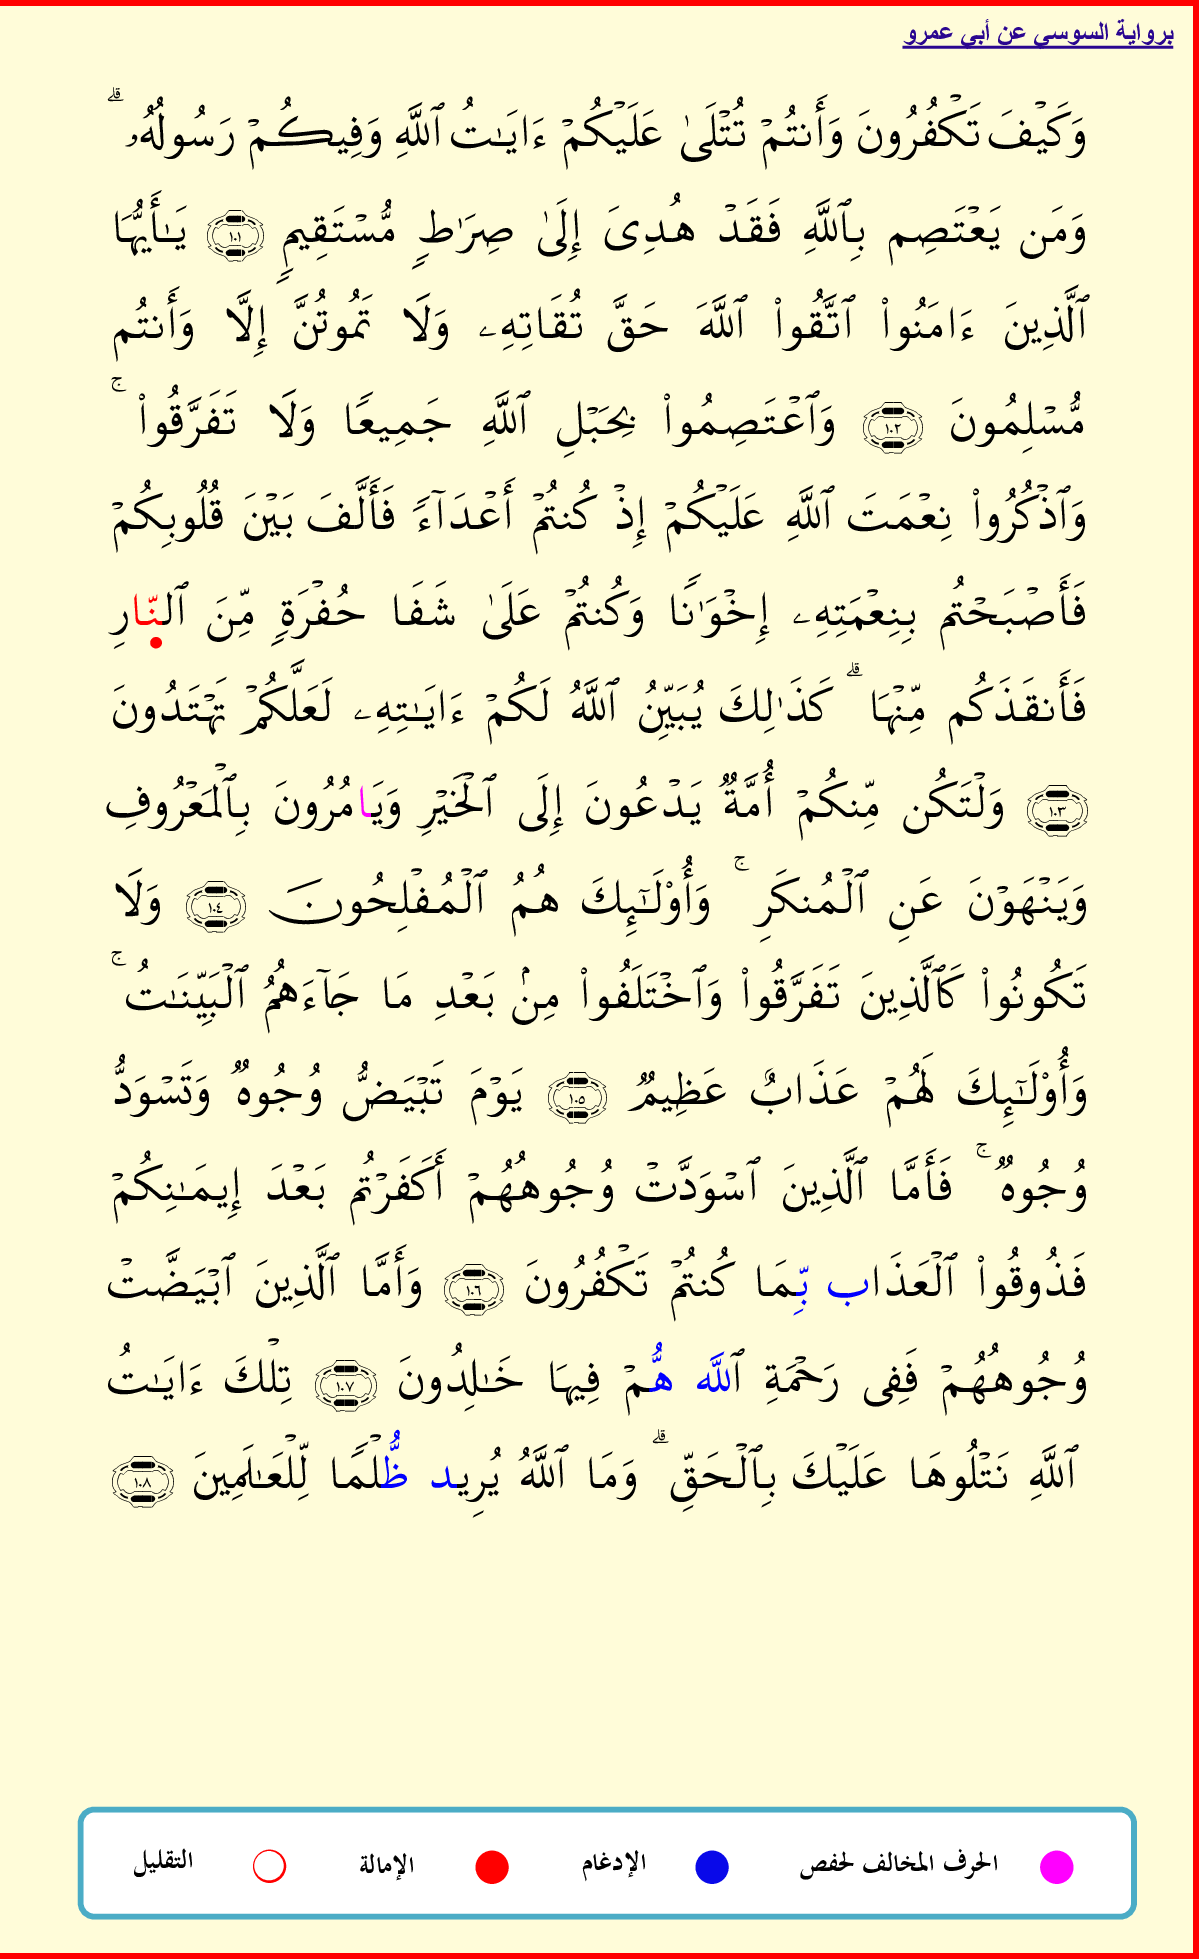 برواية السوسي عن أبي عمرو
وَكَيْفَ تَكْفُرُونَ وَأَنتُمْ تُتْلَىٰ عَلَيْكُمْ ءَايَـٰتُ ٱللَّهِ وَفِيكُمْ رَسُولُهُۥ ۗ
وَمَن يَعْتَصِم بِٱللَّهِ فَقَدْ هُدِىَ إِلَىٰ صِرَٰطٍ مُّسْتَقِيمٍ ١٠١ يَـٰٓأَيُّهَا
ٱلَّذِينَ ءَامَنُوا۟ ٱتَّقُوا۟ ٱللَّهَ حَقَّ تُقَاتِهِۦ وَلَا تَمُوتُنَّ إِلَّا وَأَنتُم
مُّسْلِمُونَ ١٠٢ وَٱعْتَصِمُوا۟ بِحَبْلِ ٱللَّهِ جَمِيعًا وَلَا تَفَرَّقُوا۟ ۚ
وَٱذْكُرُوا۟ نِعْمَتَ ٱللَّهِ عَلَيْكُمْ إِذْ كُنتُمْ أَعْدَآءً فَأَلَّفَ بَيْنَ قُلُوبِكُمْ
فَأَصْبَحْتُم بِنِعْمَتِهِۦ إِخْوَٰنًا وَكُنتُمْ عَلَىٰ شَفَا حُفْرَةٍ مِّنَ ٱلنّارِ
فَأَنقَذَكُم مِّنْهَا ۗ كَذَٰلِكَ يُبَيِّنُ ٱللَّهُ لَكُمْ ءَايَـٰتِهِۦ لَعَلَّكُمْ تَهْتَدُونَ
١٠٣ وَلْتَكُن مِّنكُمْ أُمَّةٌ يَدْعُونَ إِلَى ٱلْخَيْرِ وَيَامُرُونَ بِٱلْمَعْرُوفِ
وَيَنْهَوْنَ عَنِ ٱلْمُنكَرِ ۚ وَأُو۟لَـٰٓئِكَ هُمُ ٱلْمُفْلِحُونَ ١٠٤ وَلَا
تَكُونُوا۟ كَٱلَّذِينَ تَفَرَّقُوا۟ وَٱخْتَلَفُوا۟ مِنۢ بَعْدِ مَا جَآءَهُمُ ٱلْبَيِّنَـٰتُ ۚ
وَأُو۟لَـٰٓئِكَ لَهُمْ عَذَابٌ عَظِيمٌ ١٠٥ يَوْمَ تَبْيَضُّ وُجُوهٌ وَتَسْوَدُّ
وُجُوهٌ ۚ فَأَمَّا ٱلَّذِينَ ٱسْوَدَّتْ وُجُوهُهُمْ أَكَفَرْتُم بَعْدَ إِيمَـٰنِكُمْ
فَذُوقُوا۟ ٱلْعَذَاب بِّمَا كُنتُمْ تَكْفُرُونَ ١٠٦ وَأَمَّا ٱلَّذِينَ ٱبْيَضَّتْ
وُجُوهُهُمْ فَفِى رَحْمَةِ ٱللَّه هُّمْ فِيهَا خَـٰلِدُونَ ١٠٧ تِلْكَ ءَايَـٰتُ
ٱللَّهِ نَتْلُوهَا عَلَيْكَ بِٱلْحَقِّ ۗ وَمَا ٱللَّهُ يُرِيد ظُّلْمًا لِّلْعَـٰلَمِينَ ١٠٨
الحرف المخالف لحفص الإدغام الإمالة التقليل